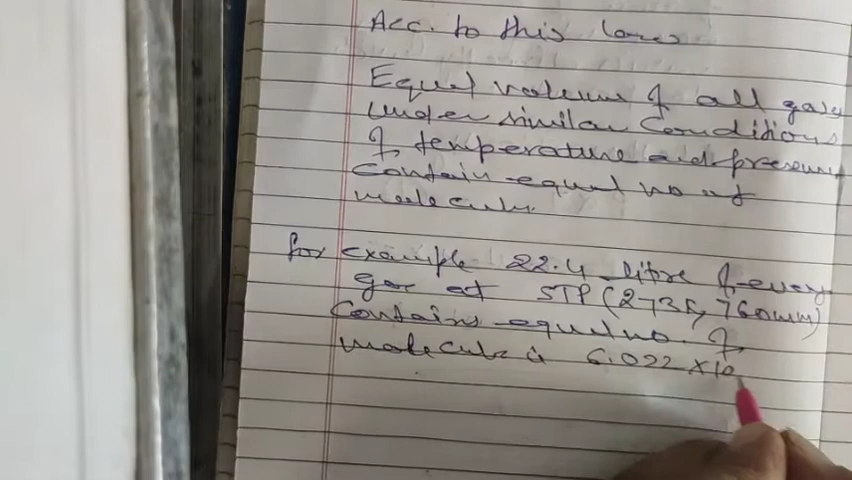 Acc. to this law
Equal volume of all gases
under similar conditions
of temperature and pressure
contain equal no of
molecules.
for example 22.4 litre of every
gas at STP (273K, 760mm)
contains equal no. of
molecules is 6.022 x 10